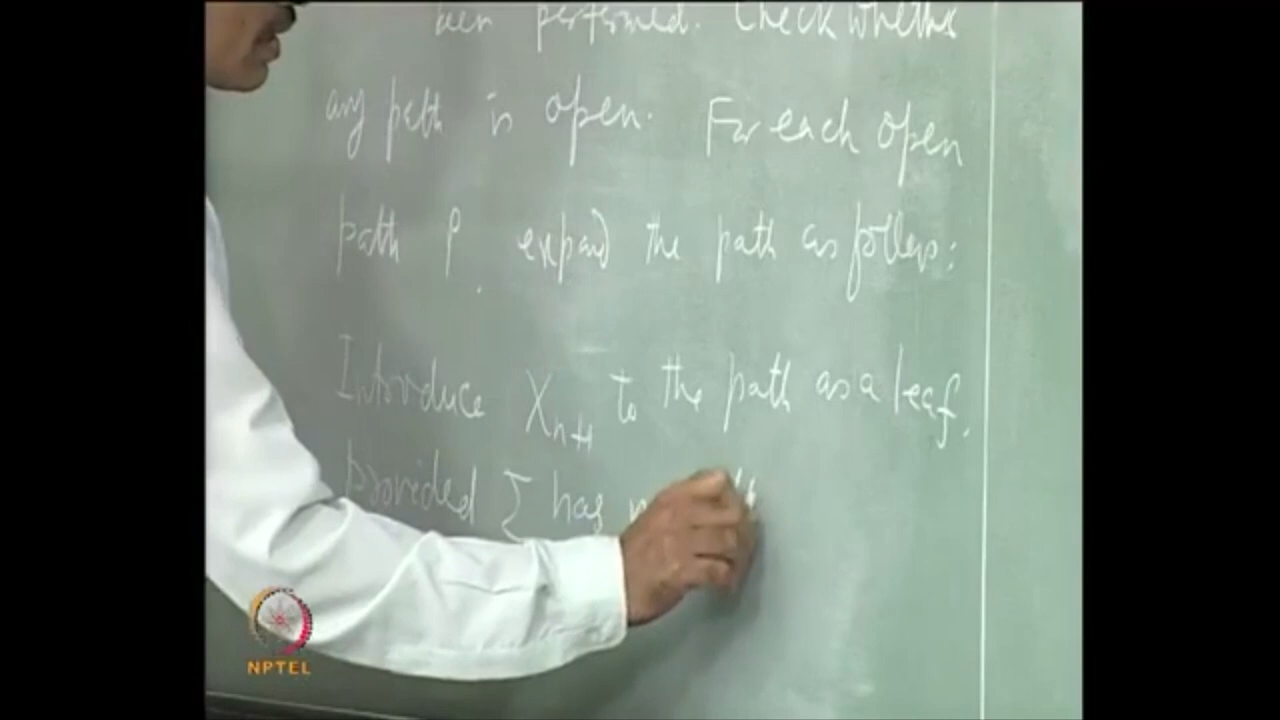 been performed. Check whether
any path is open. For each open
path ρ, expand the path as follows:
Introduce Xn+1 to the path as a leaf,
provided Σ has
NPTEL